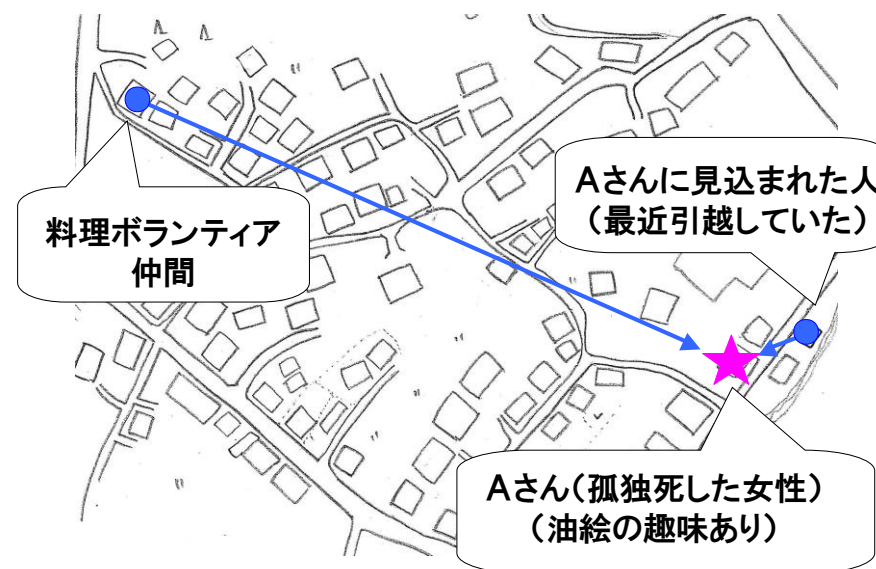 料理ボランティア
仲間
Aさんに見込まれた人
（最近引越していた）
Aさん（孤独死した女性）
（油絵の趣味あり）